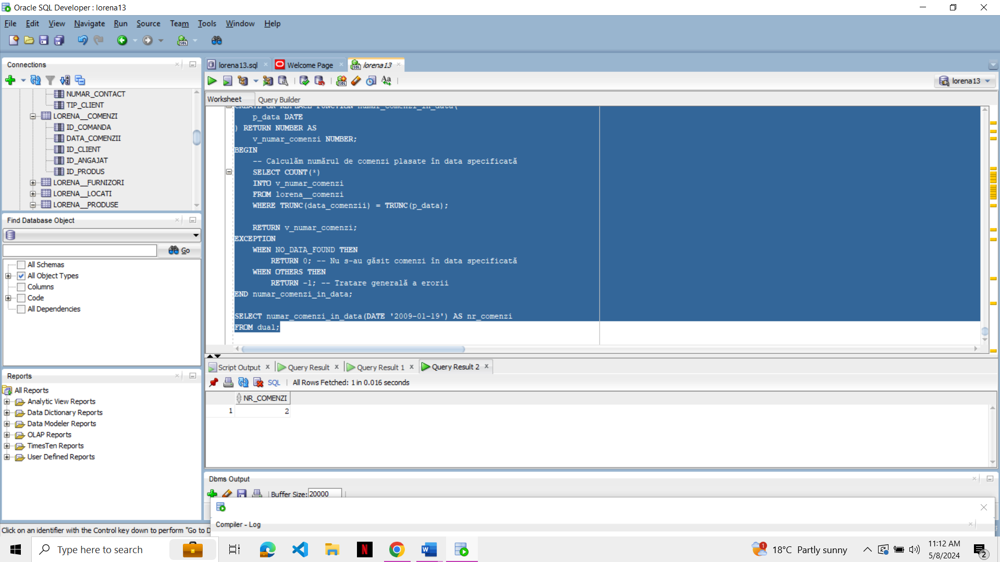 Oracle SQL Developer : lorena13
File Edit View Navigate Run Source Team Tools Window Help
Connections
NUMAR_CONTACT
TIP_CLIENT
LORENA__COMENZI
ID_COMANDA
DATA_COMENZII
ID_CLIENT
ID_ANGAJAT
ID_PRODUS
LORENA__FURNIZORI
LORENA__LOCATI
LORENA__PRODUSE
Find Database Object
Go
All Schemas
All Object Types
Columns
Code
All Dependencies
Reports
All Reports
Analytic View Reports
Data Dictionary Reports
Data Modeler Reports
OLAP Reports
TimesTen Reports
User Defined Reports
Click on an identifier with the Control key down to perform "Go to D
lorena13.sql Welcome Page lorena13
lorena13
Worksheet Query Builder
CREATE OR REPLACE FUNCTION numar_comenzi_in_data(
p_data DATE
) RETURN NUMBER AS
v_numar_comenzi NUMBER;
BEGIN
-- Calculăm numărul de comenzi plasate în data specificată
SELECT COUNT(*)
INTO v_numar_comenzi
FROM lorena__comenzi
WHERE TRUNC(data_comenzii) = TRUNC(p_data);
RETURN v_numar_comenzi;
EXCEPTION
WHEN NO_DATA_FOUND THEN
RETURN 0; -- Nu s-au găsit comenzi în data specificată
WHEN OTHERS THEN
RETURN -1; -- Tratare generală a erorii
END numar_comenzi_in_data;
SELECT numar_comenzi_in_data(DATE '2009-01-19') AS nr_comenzi
FROM dual;
Script Output Query Result Query Result 1 Query Result 2
SQL All Rows Fetched: 1 in 0.016 seconds
NR_COMENZI
1 2
Dbms Output
Buffer Size: 20000
Compiler - Log
Type here to search
1 18°C Partly sunny
11:12 AM
5/8/2024
2